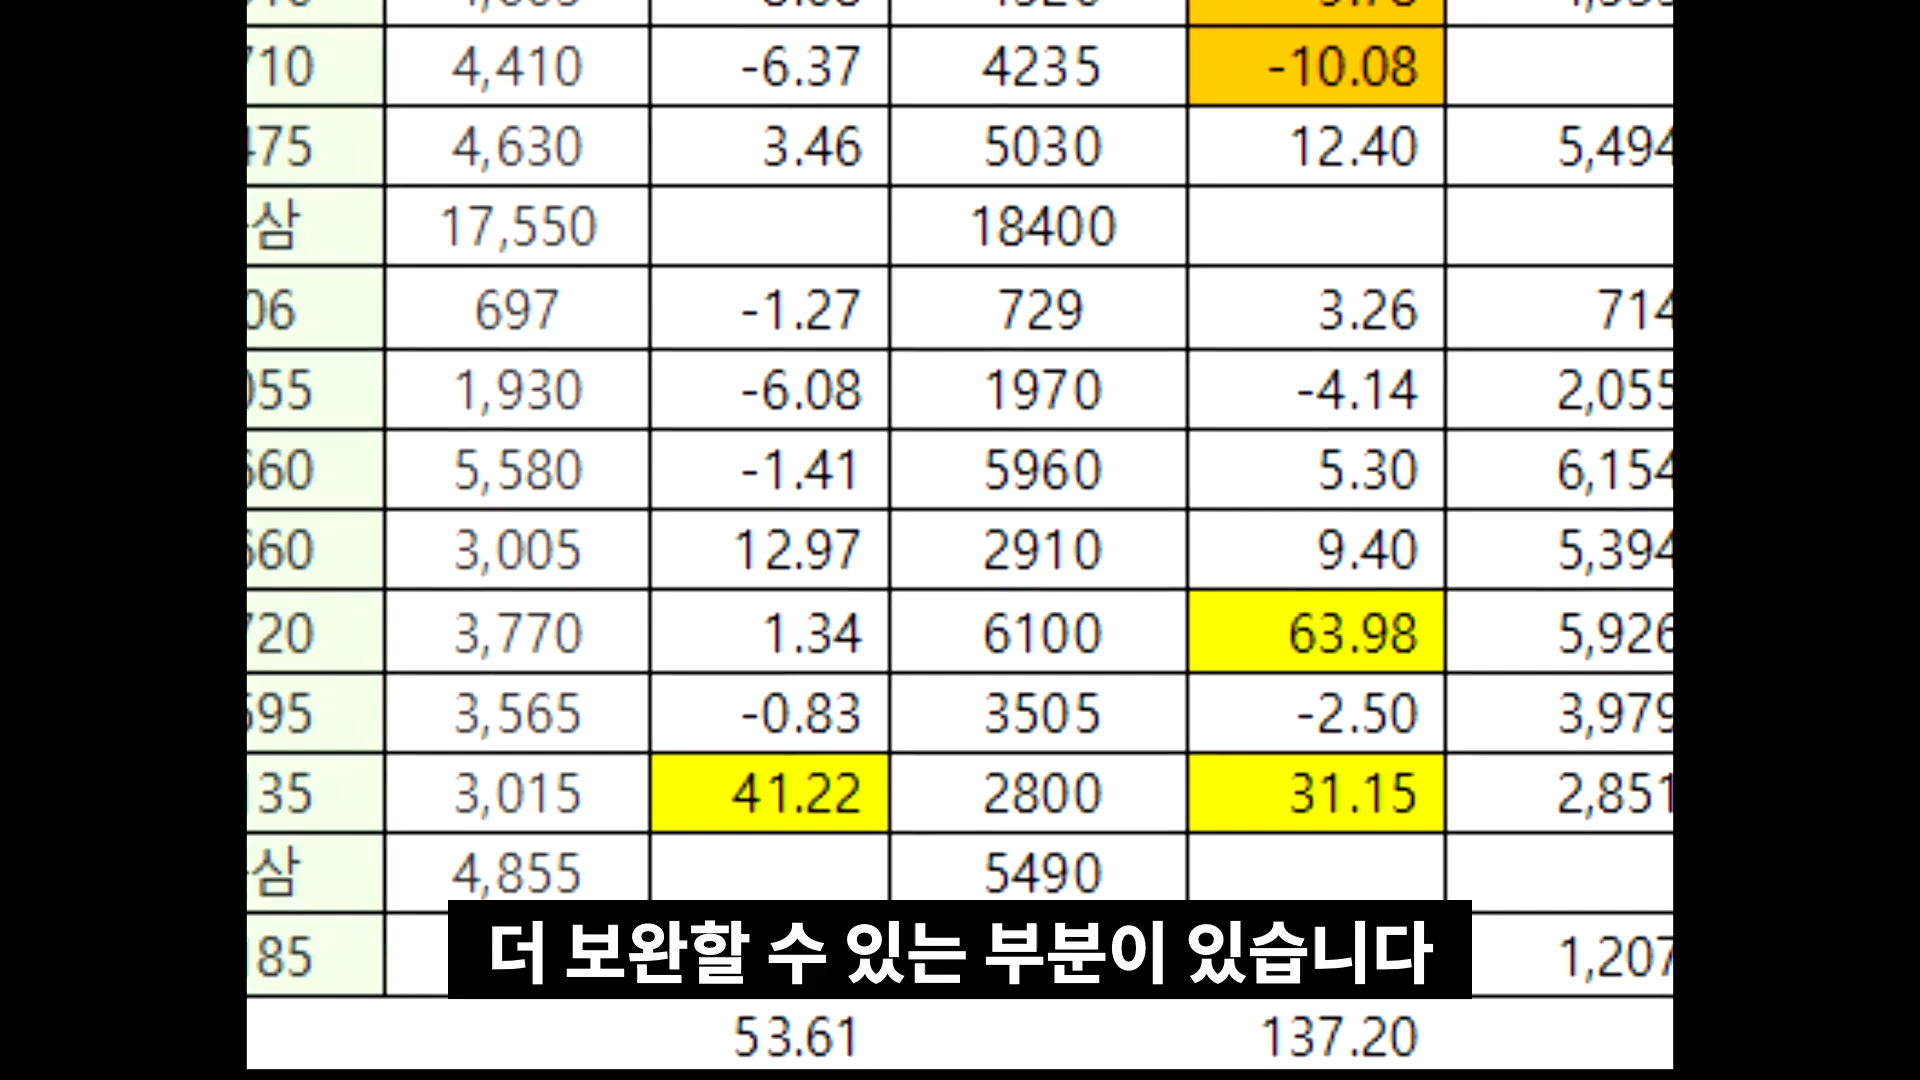 4,410 -6.37 4235 -10.08
4,630 3.46 5030 12.40 5,494
삼 17,550 18400
06 697 -1.27 729 3.26 714
055 1,930 -6.08 1970 -4.14 2,055
560 5,580 -1.41 5960 5.30 6,154
660 3,005 12.97 2910 9.40 5,394
720 3,770 1.34 6100 63.98 5,926
595 3,565 -0.83 3505 -2.50 3,979
135 3,015 41.22 2800 31.15 2,851
삼 4,855 5490
185 1,207
더 보완할 수 있는 부분이 있습니다
53.61 137.20